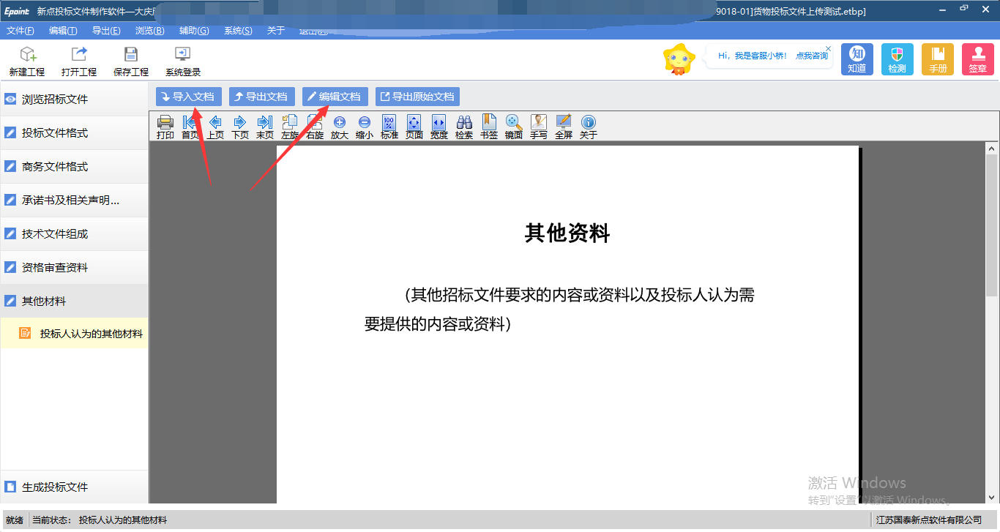 Epoint 新点投标文件制作软件—大庆
9018-01]货物投标文件上传测试.etbp]
文件(F) 编辑(T) 导出(E) 浏览(B) 辅助(G) 系统(S) 关于
新建工程 打开工程 保存工程 系统登录
Hi，我是客服小桥！ 点我咨询
知
知道 检测 手册 签章
浏览招标文件
投标文件格式
商务文件格式
承诺书及相关声明...
技术文件组成
资格审查资料
其他材料
投标人认为的其他材料
生成投标文件
导入文档 导出文档 编辑文档 导出原始文档
100
%
打印 首页 上页 下页 末页 左旋 右旋 放大 缩小 标准 页面 宽度 检索 书签 镜面 手写 全屏 关于
其他资料
（其他招标文件要求的内容或资料以及投标人认为需
要提供的内容或资料）
激活 Windows
转到"设置"以激活 Windows。
就绪 当前状态： 投标人认为的其他材料 江苏国泰新点软件有限公司